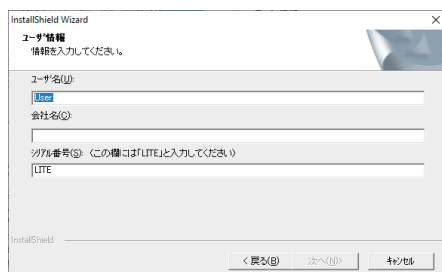 InstallShield Wizard
ユーザ情報
情報を入力してください。
ユーザ名(U):
User
会社名(C):
シリアル番号(S): (この欄には「LITE」と入力してください)
LITE
InstallShield
< 戻る(B) 次へ(N)> キャンセル